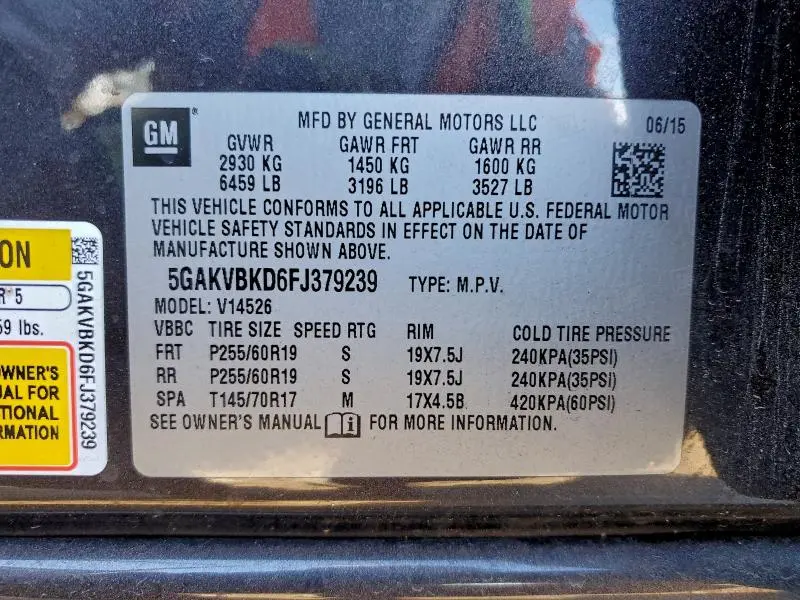 GM
®
MFD BY GENERAL MOTORS LLC 06/15
GVWR GAWR FRT GAWR RR
2930 KG 1450 KG 1600 KG
6459 LB 3196 LB 3527 LB
THIS VEHICLE CONFORMS TO ALL APPLICABLE U.S. FEDERAL MOTOR
VEHICLE SAFETY STANDARDS IN EFFECT ON THE DATE OF
MANUFACTURE SHOWN ABOVE.
5GAKVBKD6FJ379239 TYPE: M.P.V.
MODEL: V14526
VBBC TIRE SIZE SPEED RTG RIM COLD TIRE PRESSURE
FRT P255/60R19 S 19X7.5J 240KPA(35PSI)
RR P255/60R19 S 19X7.5J 240KPA(35PSI)
SPA T145/70R17 M 17X4.5B 420KPA(60PSI)
SEE OWNER'S MANUAL i FOR MORE INFORMATION.
ON
R 5
59 lbs.
OWNER'S
UAL FOR
ITIONAL
RMATION
5GAKVBKD6FJ379239